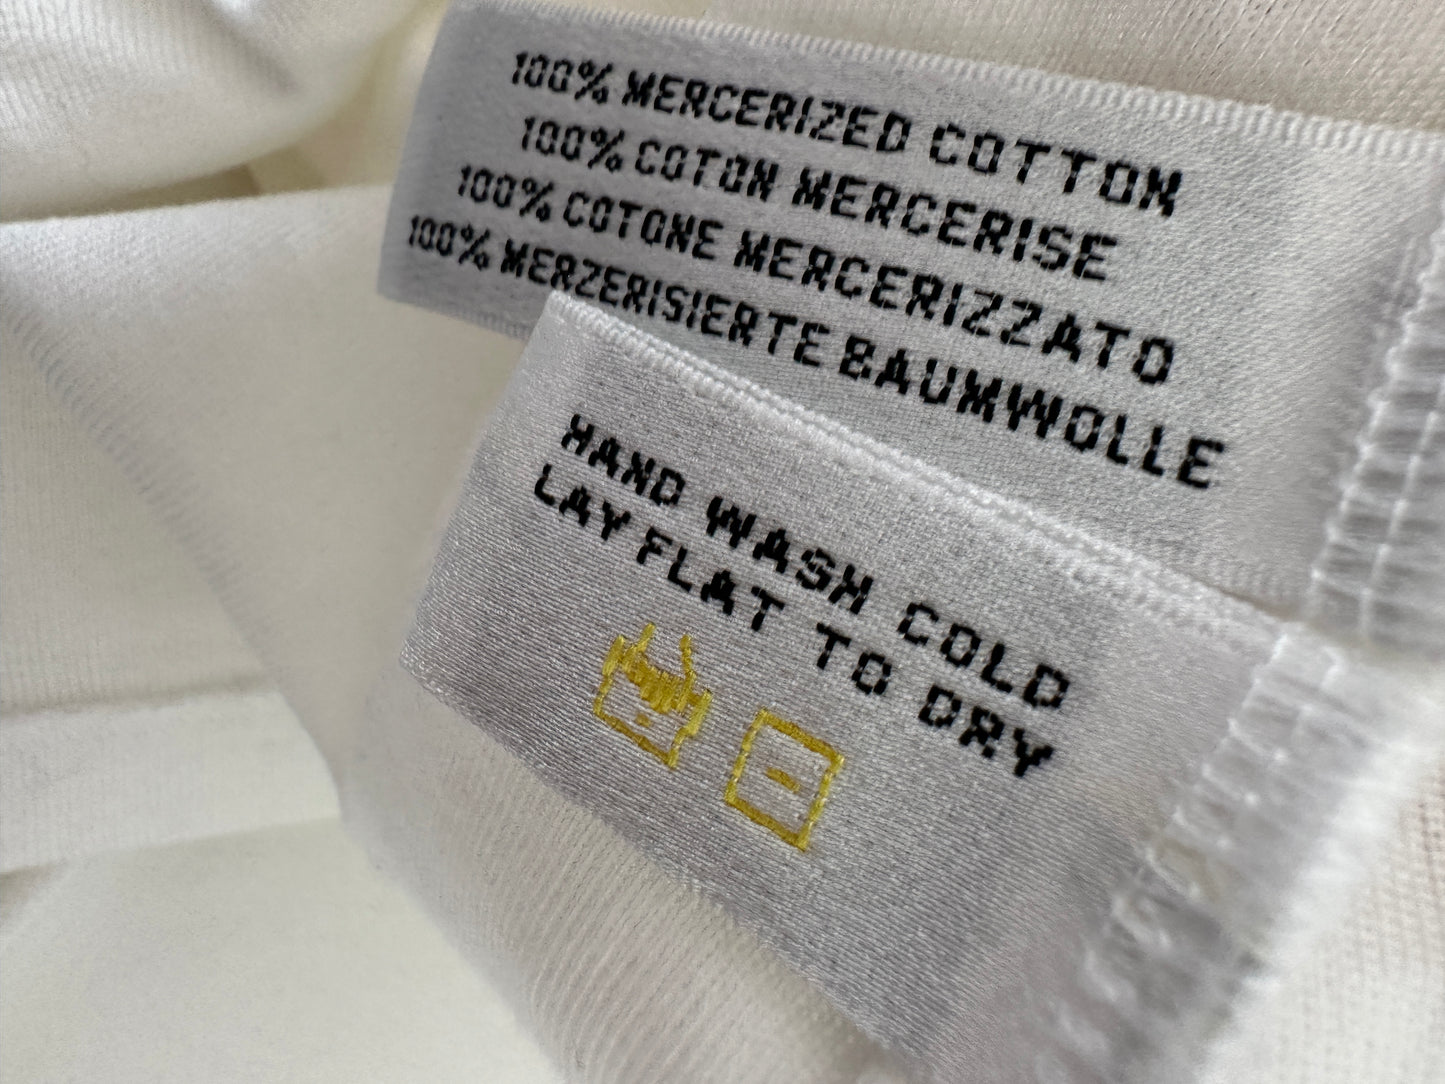 100% MERCERIZED COTTON
100% COTON MERCERISE
100% COTONE MERCERIZZATO
100% MERZERISIERTE BAUMWOLLE
HAND WASH COLD
LAY FLAT TO DRY